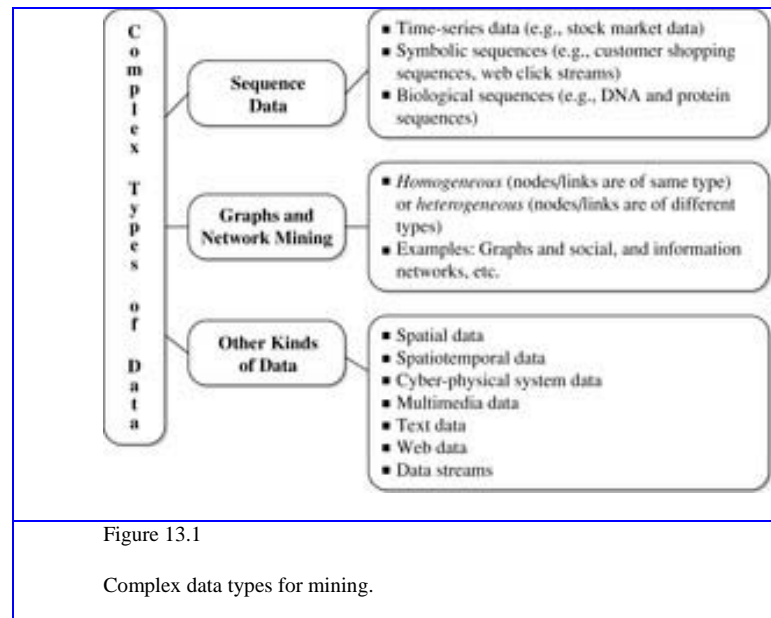 Complex Types of Data
Sequence
Data
■ Time-series data (e.g., stock market data)
■ Symbolic sequences (e.g., customer shopping
sequences, web click streams)
■ Biological sequences (e.g., DNA and protein
sequences)
Graphs and
Network Mining
■ Homogeneous (nodes/links are of same type)
or heterogeneous (nodes/links are of different
types)
■ Examples: Graphs and social, and information
networks, etc.
Other Kinds
of Data
■ Spatial data
■ Spatiotemporal data
■ Cyber-physical system data
■ Multimedia data
■ Text data
■ Web data
■ Data streams
Figure 13.1
Complex data types for mining.